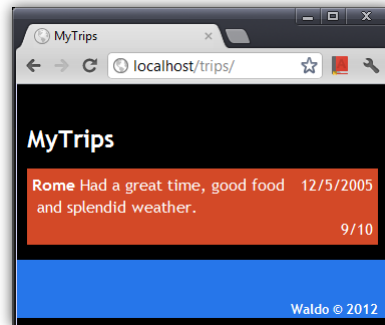 MyTrips
localhost/trips/
MyTrips
Rome Had a great time, good food 12/5/2005
and splendid weather.
9/10
Waldo © 2012